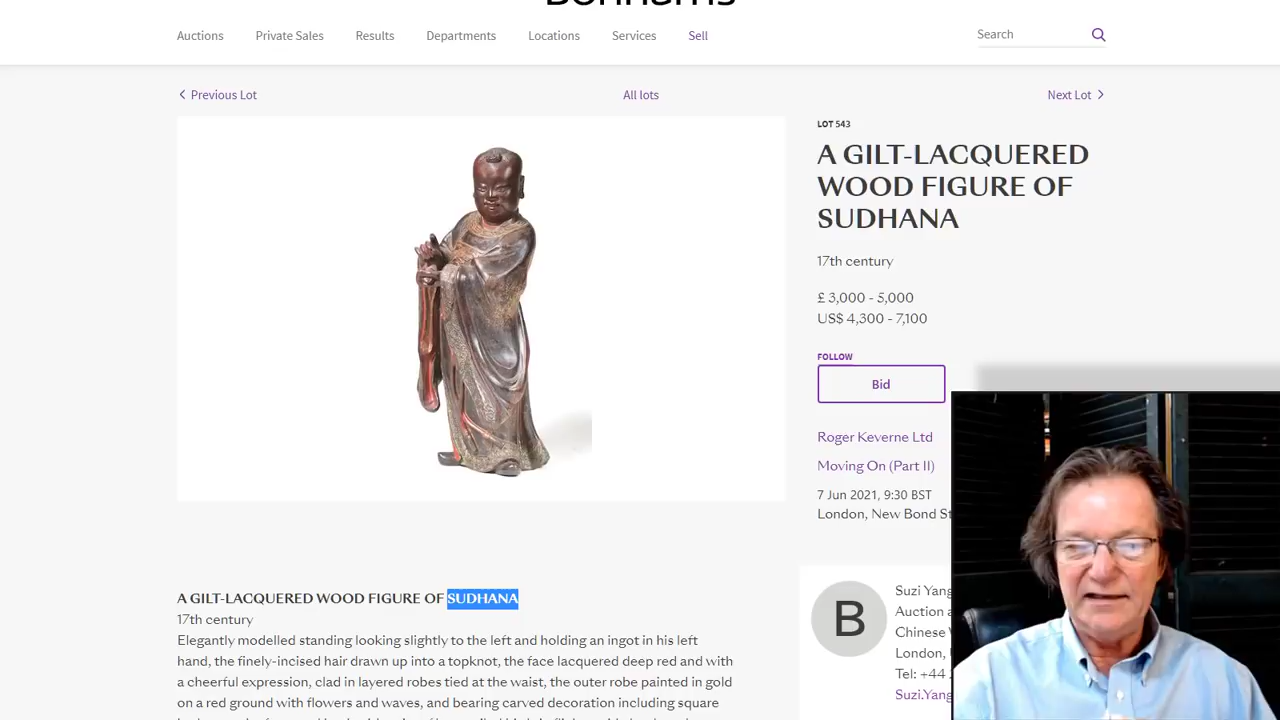 Bonhams
Auctions Private Sales Results Departments Locations Services Sell
Search
Previous Lot
All lots
Next Lot
LOT 543
A GILT-LACQUERED
WOOD FIGURE OF
SUDHANA
17th century
£ 3,000 - 5,000
US$ 4,300 - 7,100
FOLLOW
Bid
Roger Keverne Ltd
Moving On (Part II)
7 Jun 2021, 9:30 BST
London, New Bond St
A GILT-LACQUERED WOOD FIGURE OF SUDHANA
17th century
Elegantly modelled standing looking slightly to the left and holding an ingot in his left
hand, the finely-incised hair drawn up into a topknot, the face lacquered deep red and with
a cheerful expression, clad in layered robes tied at the waist, the outer robe painted in gold
on a red ground with flowers and waves, and bearing carved decoration including square
B
Suzi Yang
Auction a
Chinese
London,
Tel: +44
Suzi.Yang